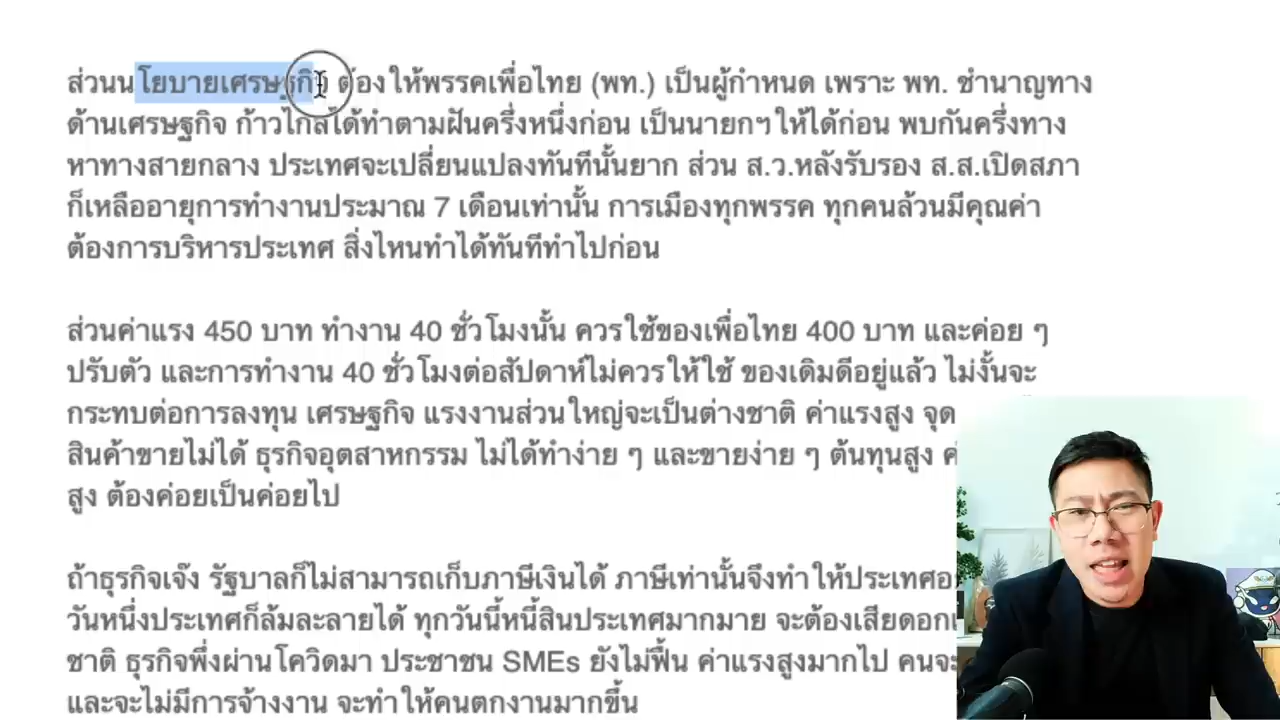 ส่วนนโยบายเศรษฐกิจ ต้องให้พรรคเพื่อไทย (พท.) เป็นผู้กำหนด เพราะ พท. ชำนาญทาง
ด้านเศรษฐกิจ ก้าวไกลได้ทำตามฝันครึ่งหนึ่งก่อน เป็นนายกฯให้ได้ก่อน พบกันครึ่งทาง
หาทางสายกลาง ประเทศจะเปลี่ยนแปลงทันทีนั้นยาก ส่วน ส.ว.หลังรับรอง ส.ส.เปิดสภา
ก็เหลืออายุการทำงานประมาณ 7 เดือนเท่านั้น การเมืองทุกพรรค ทุกคนล้วนมีคุณค่า
ต้องการบริหารประเทศ สิ่งไหนทำได้ทันทีทำไปก่อน
ส่วนค่าแรง 450 บาท ทำงาน 40 ชั่วโมงนั้น ควรใช้ของเพื่อไทย 400 บาท และค่อย ๆ
ปรับตัว และการทำงาน 40 ชั่วโมงต่อสัปดาห์ไม่ควรให้ใช้ ของเดิมดีอยู่แล้ว ไม่งั้นจะ
กระทบต่อการลงทุน เศรษฐกิจ แรงงานส่วนใหญ่จะเป็นต่างชาติ ค่าแรงสูง จุด
สินค้าขายไม่ได้ ธุรกิจอุตสาหกรรม ไม่ได้ทำง่าย ๆ และขายง่าย ๆ ต้นทุนสูง
สูง ต้องค่อยเป็นค่อยไป
ถ้าธุรกิจเจ๊ง รัฐบาลก็ไม่สามารถเก็บภาษีเงินได้ ภาษีเท่านั้นจึงทำให้ประเทศ
วันหนึ่งประเทศก็ล้มละลายได้ ทุกวันนี้หนี้สินประเทศมากมาย จะต้องเสียดอก
ชาติ ธุรกิจพึ่งผ่านโควิดมา ประชาชน SMEs ยังไม่ฟื้น ค่าแรงสูงมากไป คนจะ
และจะไม่มีการจ้างงาน จะทำให้คนตกงานมากขึ้น